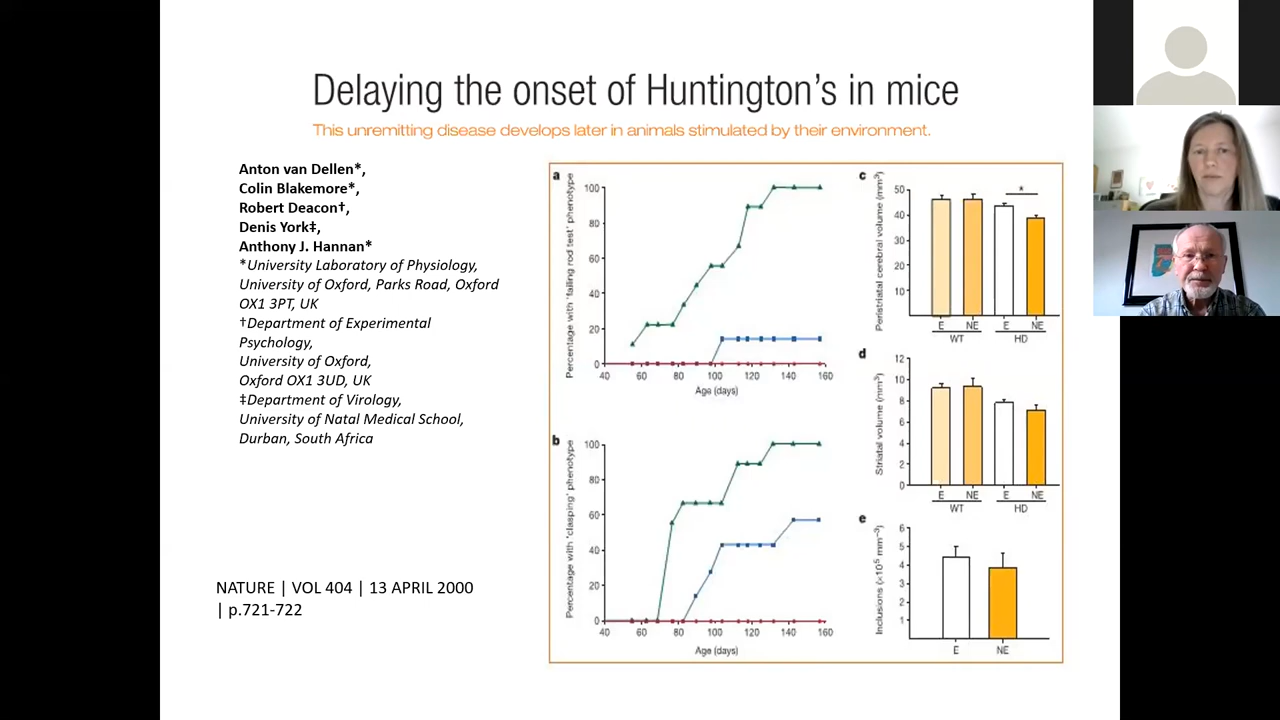 Delaying the onset of Huntington's in mice
This unremitting disease develops later in animals stimulated by their environment.
Anton van Dellen*,
Colin Blakemore*,
Robert Deacon†,
Denis York‡,
Anthony J. Hannan*
*University Laboratory of Physiology,
University of Oxford, Parks Road, Oxford
OX1 3PT, UK
†Department of Experimental
Psychology,
University of Oxford,
Oxford OX1 3UD, UK
‡Department of Virology,
University of Natal Medical School,
Durban, South Africa
NATURE | VOL 404 | 13 APRIL 2000
| p.721-722
a
Percentage with 'falling rod test' phenotype
100
80
60
40
20
0
40 60 80 100 120 140 160
Age (days)
b
Percentage with 'clasping' phenotype
100
80
60
40
20
0
40 60 80 100 120 140 160
Age (days)
c
Peristriatal cerebral volume (mm³)
50
40
30
20
10
*
E NE E NE
WT HD
d
Striatal volume (mm³)
12
10
8
6
4
2
0
E NE E NE
WT HD
e
Inclusions (×10⁵ mm⁻³)
6
5
4
3
2
1
E NE